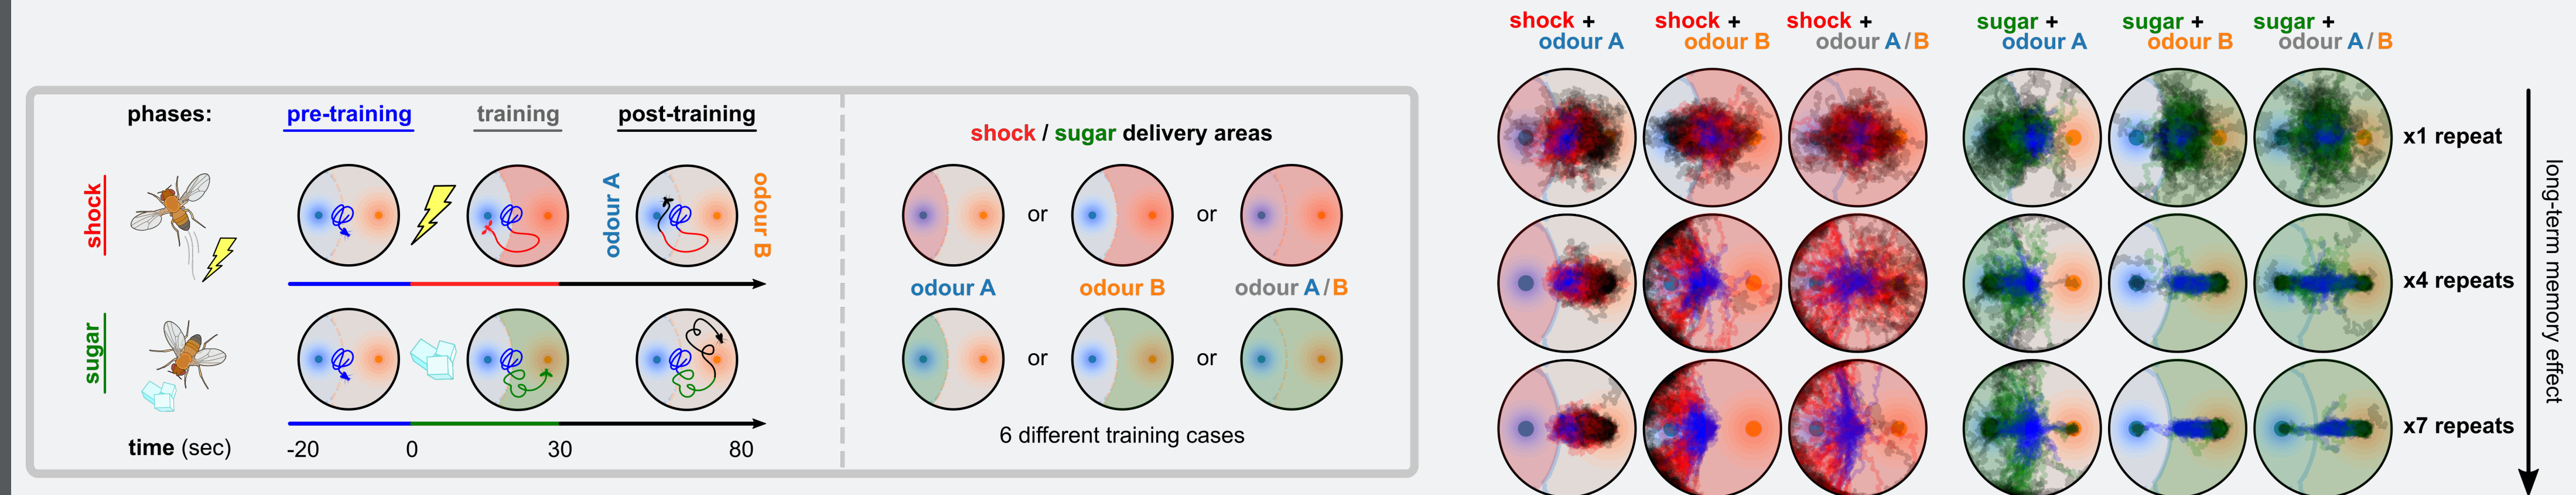 phases:
pre-training
training
post-training
shock
odour A
odour B
sugar
time (sec)
-20
0
30
80
shock / sugar delivery areas
or
or
odour A
odour B
odour A/B
or
or
6 different training cases
shock +
odour A
shock +
odour B
shock +
odour A/B
sugar +
odour A
sugar +
odour B
sugar +
odour A/B
x1 repeat
x4 repeats
x7 repeats
long-term memory effect